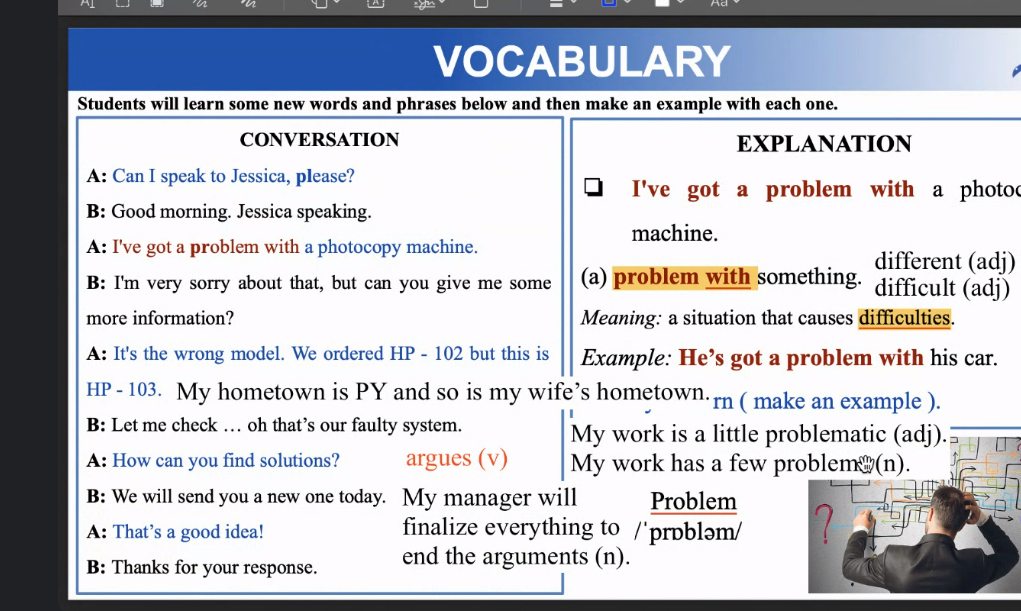 VOCABULARY
Students will learn some new words and phrases below and then make an example with each one.
CONVERSATION
A: Can I speak to Jessica, please?
B: Good morning. Jessica speaking.
A: I've got a problem with a photocopy machine.
B: I'm very sorry about that, but can you give me some
more information?
A: It's the wrong model. We ordered HP - 102 but this is
HP - 103.
My hometown is PY and so is my wife's hometown.
B: Let me check … oh that's our faulty system.
A: How can you find solutions?
argues (v)
B: We will send you a new one today.
A: That's a good idea!
B: Thanks for your response.
My manager will
finalize everything to
end the arguments (n).
EXPLANATION
❏ I've got a problem with a
machine.
(a) problem with something.
different (adj)
difficult (adj)
Meaning: a situation that causes difficulties.
Example: He's got a problem with his car.
( make an example ).
My work is a little problematic (adj).
My work has a few problem (n).
Problem
/ˈprɒbləm/
?
Aa